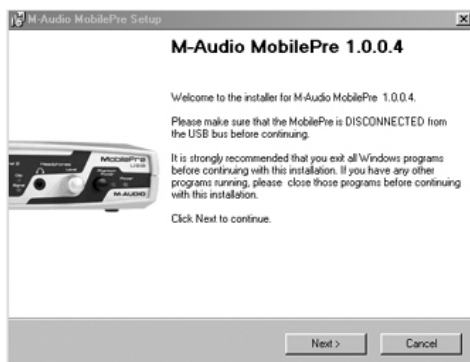 M-Audio MobilePre Setup
M-Audio MobilePre 1.0.0.4
Welcome to the installer for M-Audio MobilePre 1.0.0.4.
Please make sure that the MobilePre is DISCONNECTED from
the USB bus before continuing.
It is strongly recommended that you exit all Windows programs
before continuing with this installation. If you have any other
programs running, please close those programs before continuing
with this installation.
Click Next to continue.
Headphones
Level
Phantom
Power
Power
Signal
MobilePre
USB
M-AUDIO
Next >
Cancel